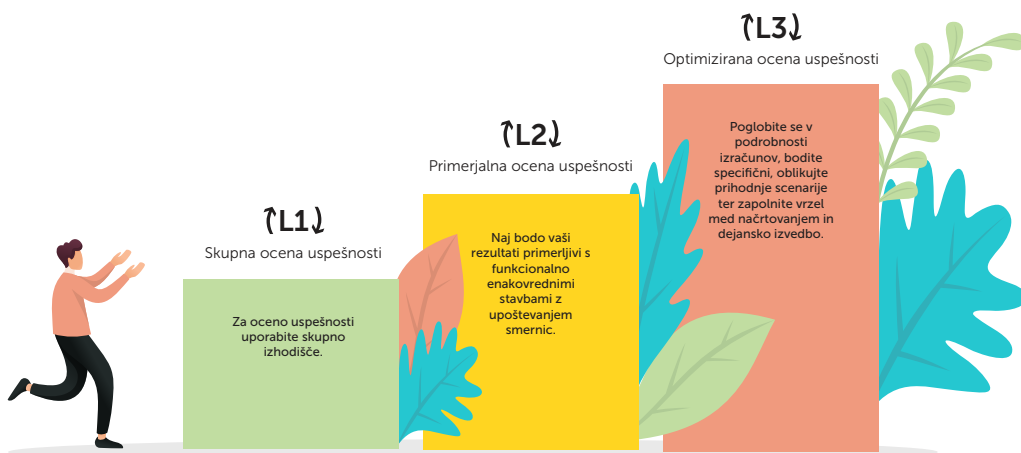 L1
Skupna ocena uspešnosti
Za oceno uspešnosti
uporabite skupno
izhodišče.
L2
Primerjalna ocena uspešnosti
Naj bodo vaši
rezultati primerljivi s
funkcionalno
enakovrednimi
stavbami z
upoštevanjem
smernic.
L3
Optimizirana ocena uspešnosti
Poglobite se v
podrobnosti
izračunov, bodite
specifični, oblikujte
prihodnje scenarije
ter zapolnite vrzel
med načrtovanjem in
dejansko izvedbo.